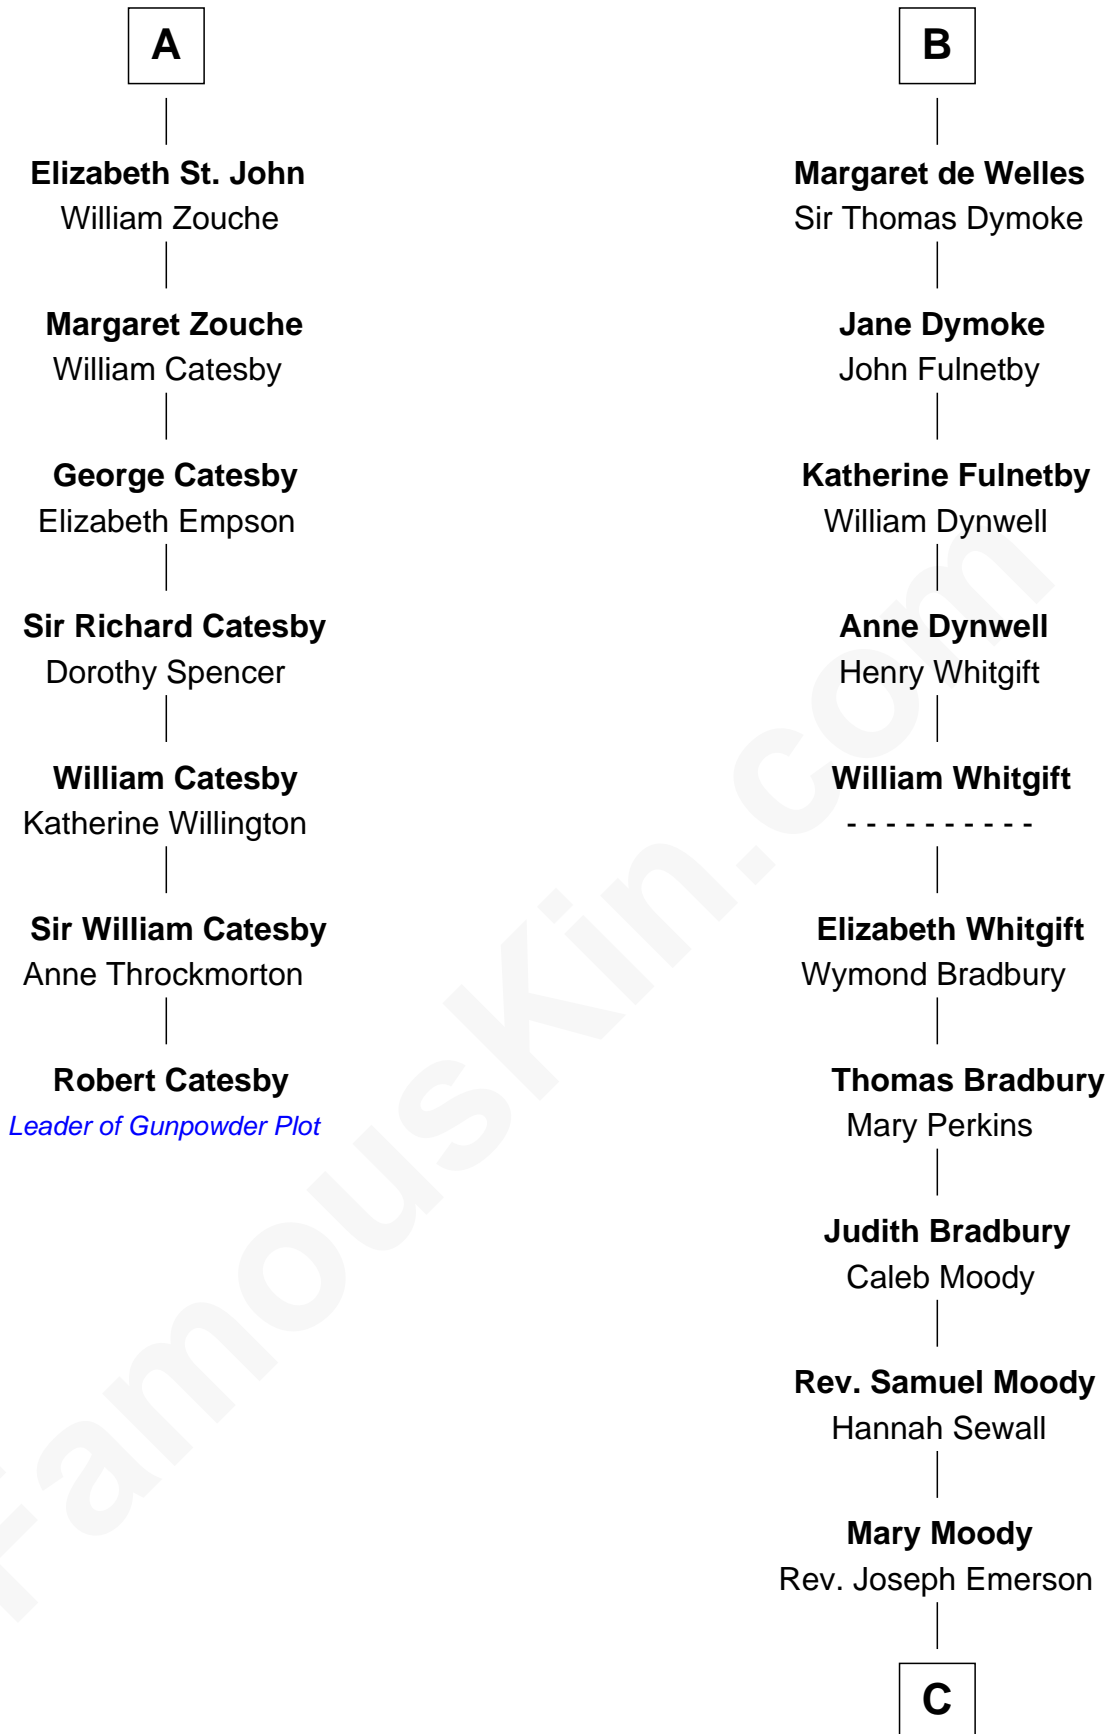 A
Elizabeth St. John
William Zouche
Margaret Zouche
William Catesby
George Catesby
Elizabeth Empson
Sir Richard Catesby
Dorothy Spencer
William Catesby
Katherine Willington
Sir William Catesby
Anne Throckmorton
Robert Catesby
Leader of Gunpowder Plot
B
Margaret de Welles
Sir Thomas Dymoke
Jane Dymoke
John Fulnetby
Katherine Fulnetby
William Dynwell
Anne Dynwell
Henry Whitgift
William Whitgift
- - - - - - - - - -
Elizabeth Whitgift
Wymond Bradbury
Thomas Bradbury
Mary Perkins
Judith Bradbury
Caleb Moody
Rev. Samuel Moody
Hannah Sewall
Mary Moody
Rev. Joseph Emerson
C
FamousKin.com